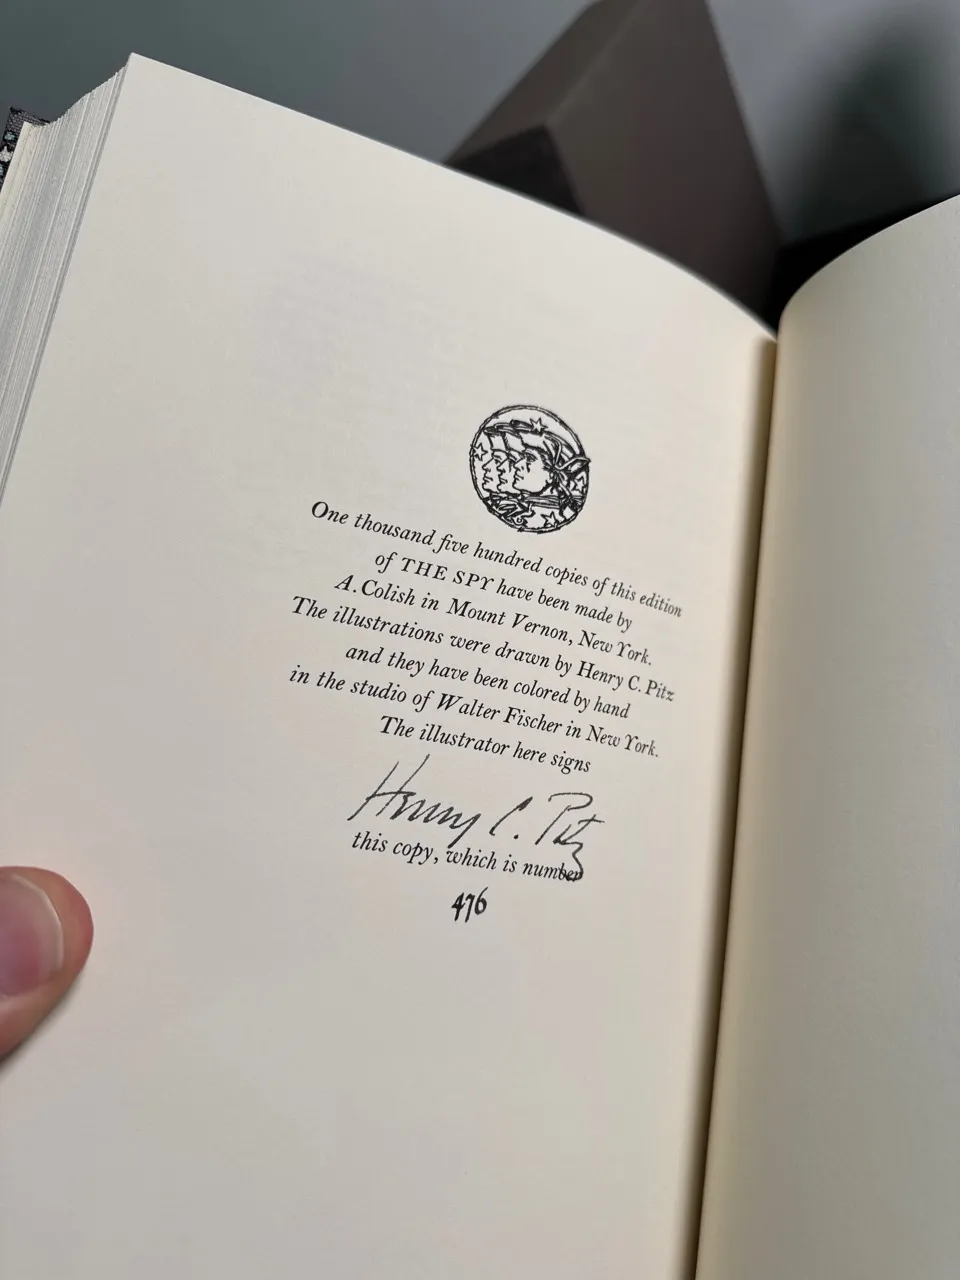 One thousand five hundred copies of this edition
of THE SPY have been made by
A. Colish in Mount Vernon, New York.
The illustrations were drawn by Henry C. Pitz
and they have been colored by hand
in the studio of Walter Fischer in New York.
The illustrator here signs
Henry C. Pitz
this copy, which is number
476